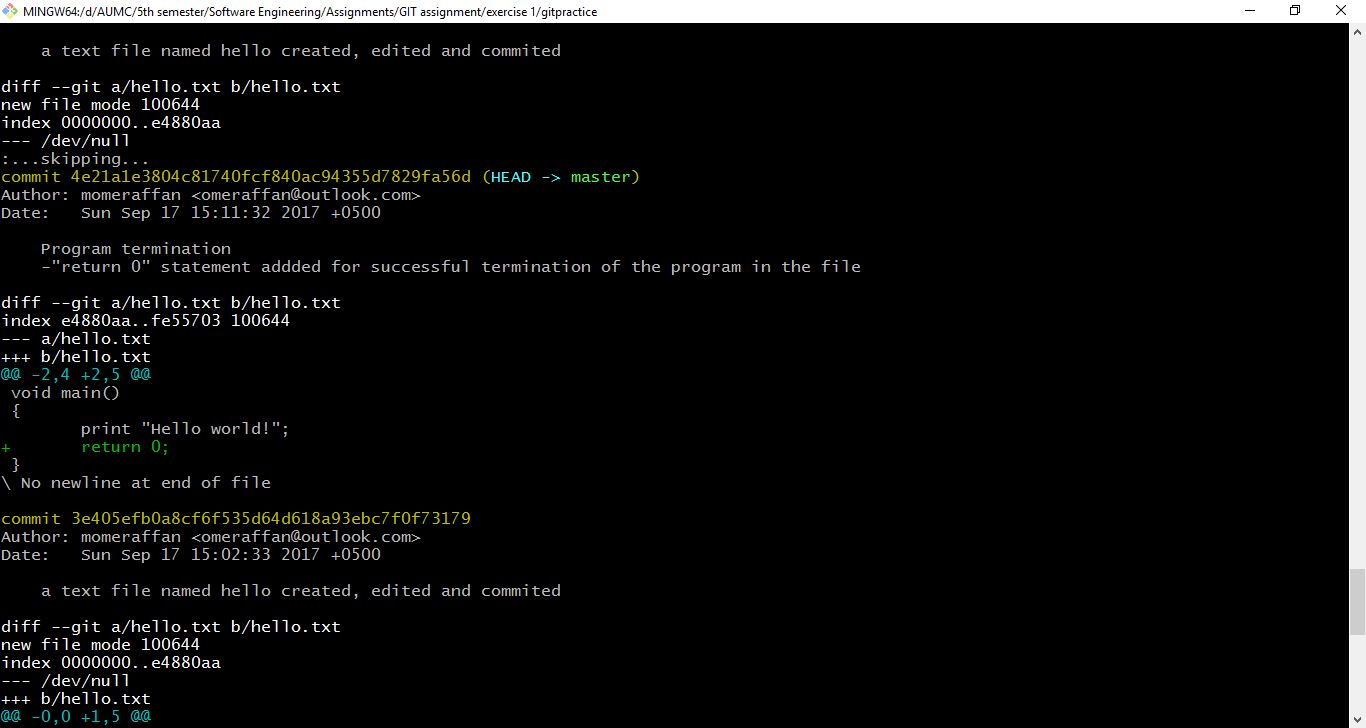 MINGW64:/d/AUMC/5th semester/Software Engineering/Assignments/GIT assignment/exercise 1/gitpractice
    a text file named hello created, edited and commited
diff --git a/hello.txt b/hello.txt
new file mode 100644
index 0000000..e4880aa
--- /dev/null
:...skipping...
commit 4e21a1e3804c81740fcf840ac94355d7829fa56d (HEAD -> master)
Author: momeraffan <omeraffan@outlook.com>
Date:   Sun Sep 17 15:11:32 2017 +0500
    Program termination
    -"return 0" statement addded for successful termination of the program in the file
diff --git a/hello.txt b/hello.txt
index e4880aa..fe55703 100644
--- a/hello.txt
+++ b/hello.txt
@@ -2,4 +2,5 @@
 void main()
 {
        print "Hello world!";
+       return 0;
 }
\ No newline at end of file
commit 3e405efb0a8cf6f535d64d618a93ebc7f0f73179
Author: momeraffan <omeraffan@outlook.com>
Date:   Sun Sep 17 15:02:33 2017 +0500
    a text file named hello created, edited and commited
diff --git a/hello.txt b/hello.txt
new file mode 100644
index 0000000..e4880aa
--- /dev/null
+++ b/hello.txt
@@ -0,0 +1,5 @@